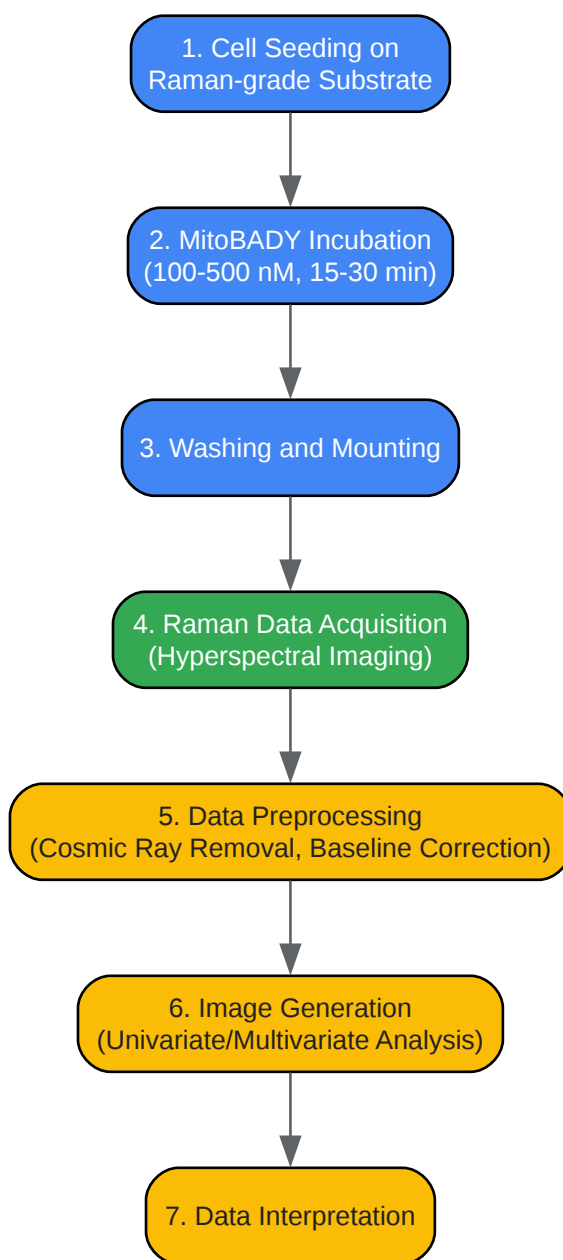 1. Cell Seeding on
Raman-grade Substrate
2. MitoBADY Incubation
(100-500 nM, 15-30 min)
3. Washing and Mounting
4. Raman Data Acquisition
(Hyperspectral Imaging)
5. Data Preprocessing
(Cosmic Ray Removal, Baseline Correction)
6. Image Generation
(Univariate/Multivariate Analysis)
7. Data Interpretation